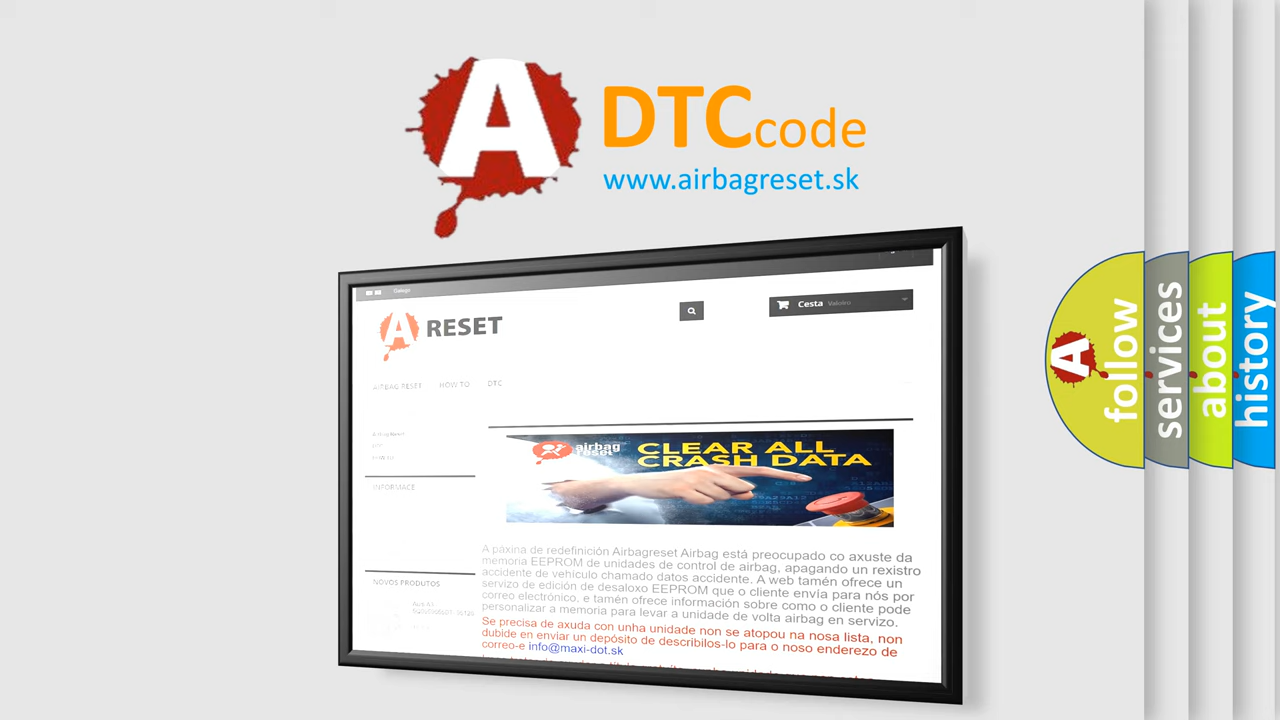 A
DTCcode
www.airbagreset.sk
Galego
A RESET
Cesta Valeiro
AIRBAG RESET HOW TO DTC
INFORMACE
NOVOS PRODUTOS
airbag
reset
CLEAR ALL
CRASH DATA
A páxina de redefinición Airbagreset Airbag está preocupado co axuste da
memoria EEPROM de unidades de control de airbag, apagando un rexistro
accidente de vehículo chamado datos accidente. A web tamén ofrece un
servizo de edición de desaloxo EEPROM que o cliente envía para nós por
correo electrónico, e tamén ofrece información sobre como o cliente pode
personalizar a memoria para levar a unidade de volta airbag en servizo.
Se precisa de axuda con unha unidade non se atopou na nosa lista, non
dubide en enviar un depósito de describilos-lo para o noso enderezo de
correo-e info@maxi-dot.sk
A
follow
services
about
history